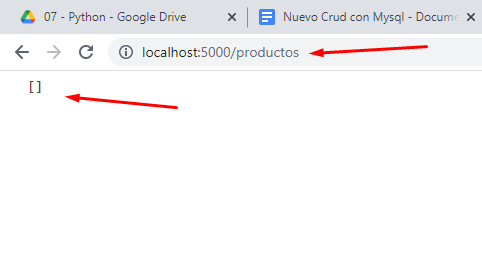 07 - Python - Google Drive
Nuevo Crud con Mysql - Docume
localhost:5000/productos
[]